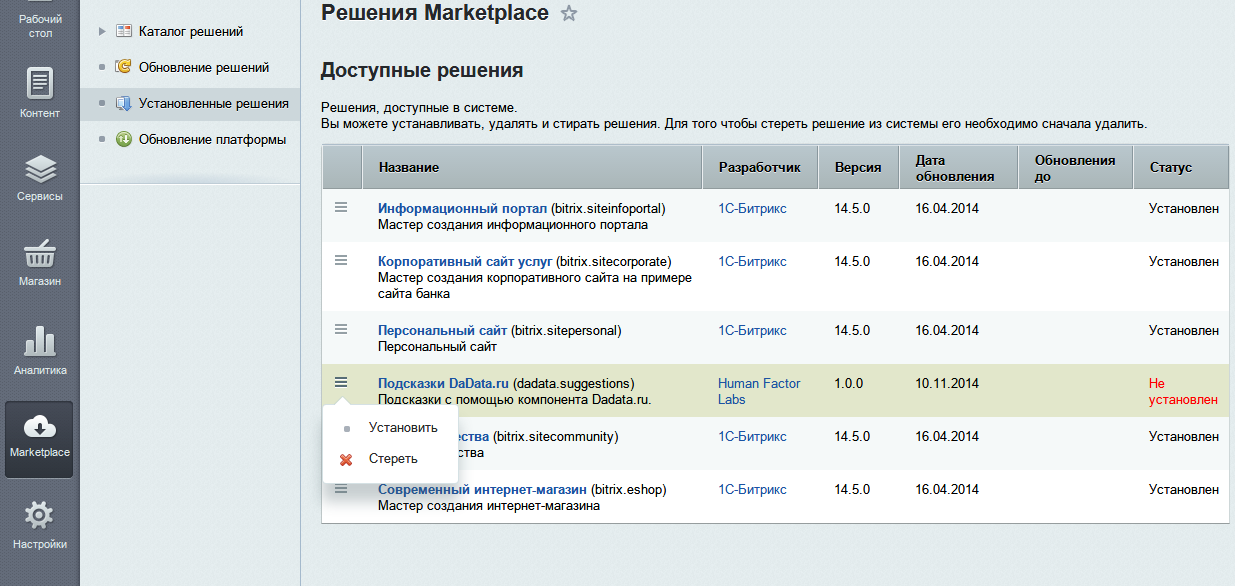 Рабочий
стол
Контент
Сервисы
Магазин
Аналитика
Marketplace
Настройки
Каталог решений
Обновление решений
Установленные решения
Обновление платформы
Решения Marketplace
Доступные решения
Решения, доступные в системе.
Вы можете устанавливать, удалять и стирать решения. Для того чтобы стереть решение из системы его необходимо сначала удалить.
Название Разработчик Версия Дата обновления Обновления до Статус
Информационный портал (bitrix.siteinfoportal) 1С-Битрикс 14.5.0 16.04.2014 Установлен
Мастер создания информационного портала
Корпоративный сайт услуг (bitrix.sitecorporate) 1С-Битрикс 14.5.0 16.04.2014 Установлен
Мастер создания корпоративного сайта на примере
сайта банка
Персональный сайт (bitrix.sitepersonal) 1С-Битрикс 14.5.0 16.04.2014 Установлен
Персональный сайт
Подсказки DaData.ru (dadata.suggestions) Human Factor 1.0.0 10.11.2014 Не
Подсказки с помощью компонента Dadata.ru. Labs установлен
Установить
Стереть
ества (bitrix.sitecommunity) 1С-Битрикс 14.5.0 16.04.2014 Установлен
ства
Современный интернет-магазин (bitrix.eshop) 1С-Битрикс 14.5.0 16.04.2014 Установлен
Мастер создания интернет-магазина